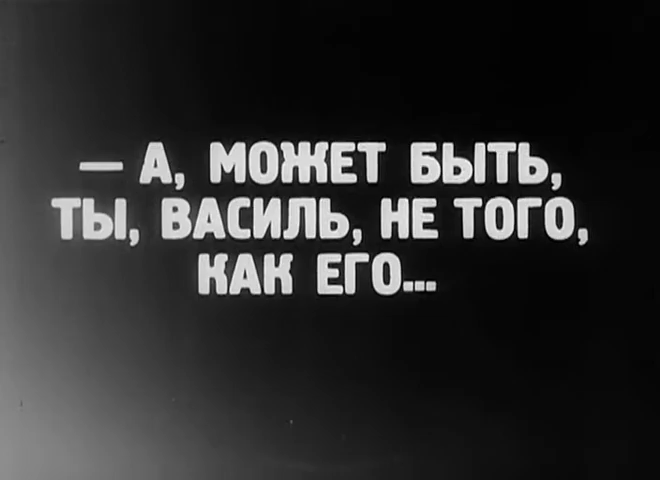 — А, МОЖЕТ БЫТЬ,
ТЫ, ВАСИЛЬ, НЕ ТОГО,
КАК ЕГО...